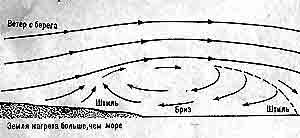 Ветер с берега
Штиль
Бриз
Штиль
Земля нагрета больше, чем море